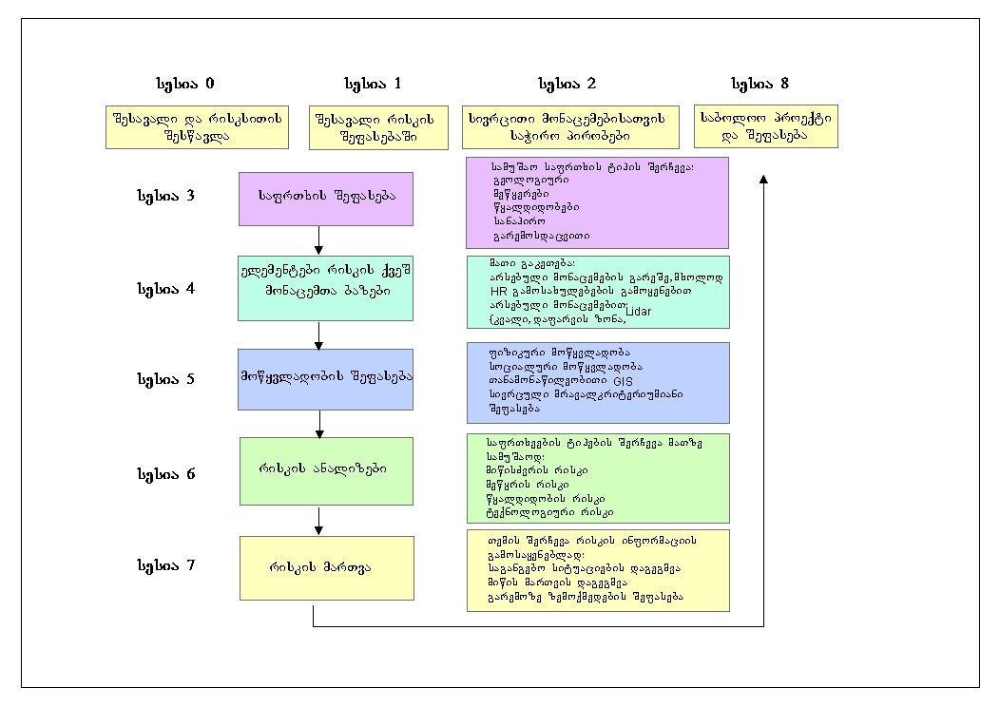 სესია 0
სესია 1
სესია 2
სესია 8
შესავალი და რისკსითის
შესწავლა
შესავალი რისკის
შეფასებაში
სივრცითი მონაცემებისათვის
საჭირო პირობები
საბოლოო პროექტი
და შეფასება
სესია 3
საფრთხის შეფასება
სამუშაო საფრთხის ტიპის შერჩევა:
გეოლოგიური
მეწყერები
წყალდიდობები
სანაპირო
გარემოსდაცვითი
სესია 4
ელემენტები რისკის ქვეშ
მონაცემთა ბაზები
მათი გაკეთება:
არსებული მონაცემების გარეშე,მხოლოდ
HR გამოსახულებების გამოყენებით
არსებული მონაცემებით:
(კვალი,დაფარვის ზონა, Lidar
სესია 5
მოწყვლადობის შეფასება
ფიზიკური მოწყვლადობა
სოციალური მოწყვლადობა
თანამონაწილეობითი GIS
სივრცული მრავალკრიტერიუმიანი
შეფასება
სესია 6
რისკის ანალიზები
საფრთხეების ტიპების შერჩევა მათზე
სამუშაოდ:
მიწისძვრის რისკი
მეწყრის რისკი
წყალდიდობის რისკი
ტექნოლოგიური რისკი
სესია 7
რისკის მართვა
თემის შერჩევა რისკის ინფორმაციის
გამოსაყენებლად:
საგანგებო სიტუაციების დაგეგმვა
მიწის მართვის დაგეგმვა
გარემოზე ზემოქმედების შეფასება